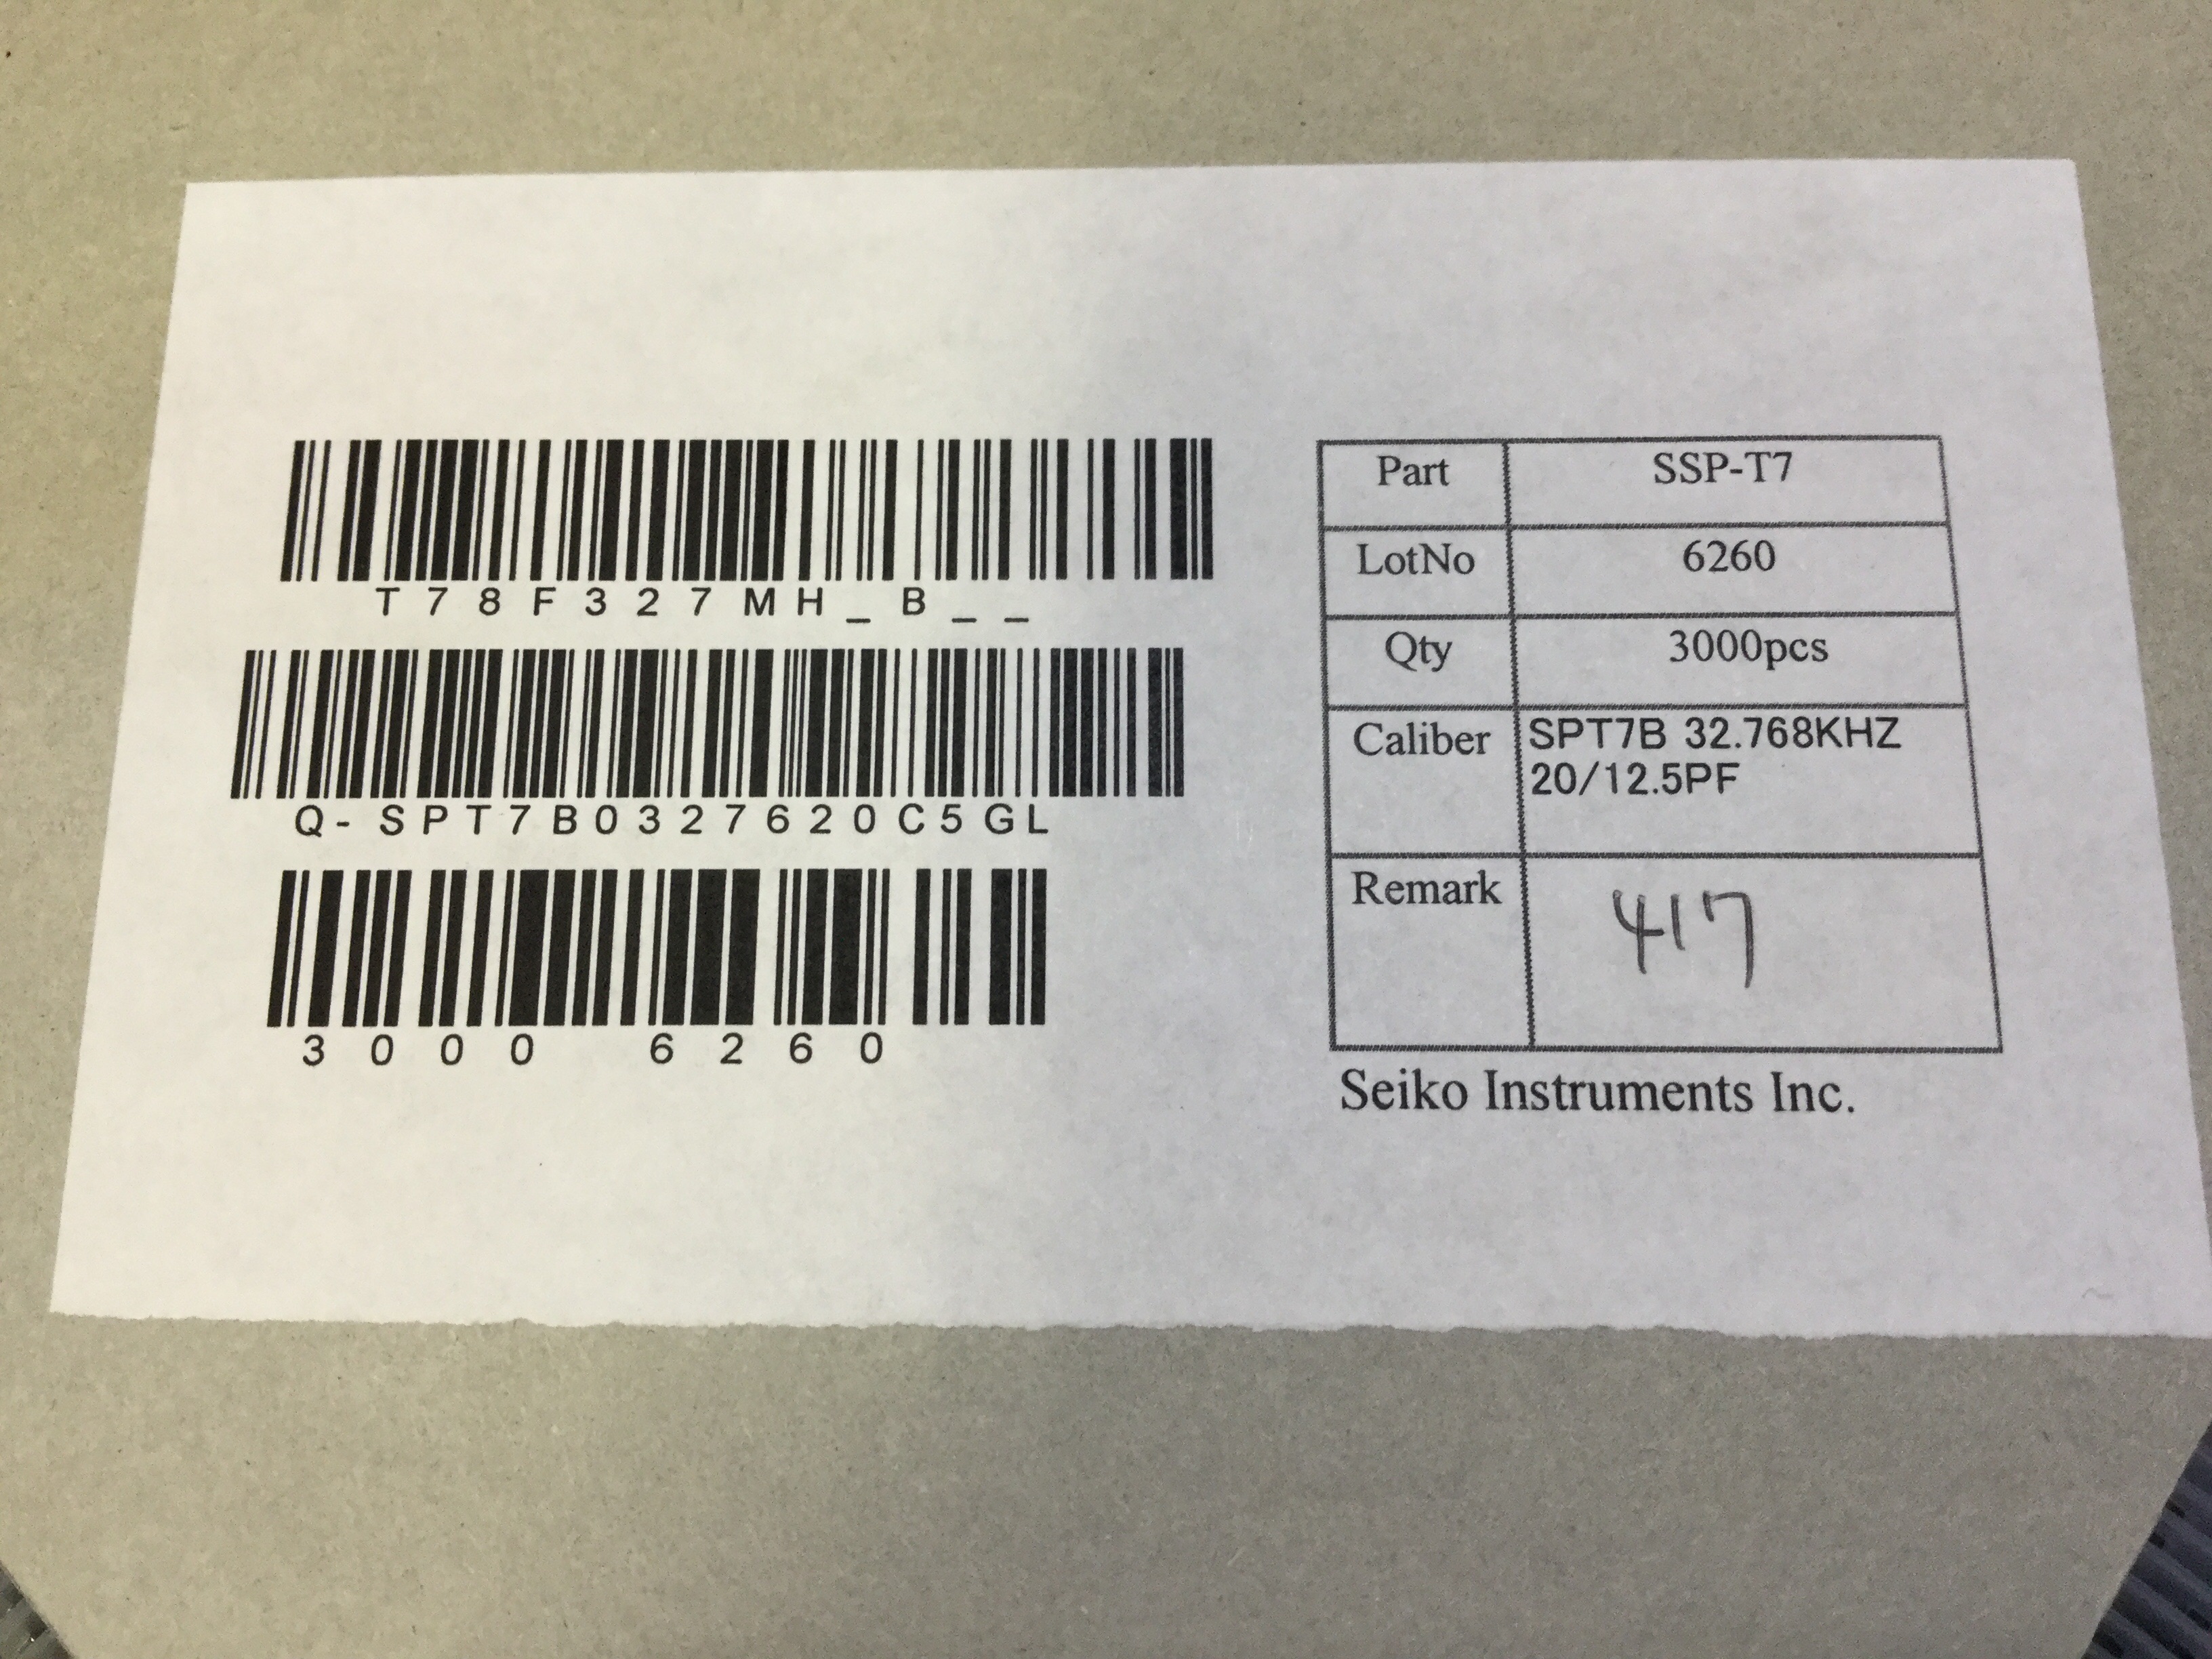 T78F327MH_B__
Q-SPT7B0327620C5GL
3000 6260
Part SSP-T7
LotNo 6260
Qty 3000pcs
Caliber SPT7B 32.768KHZ
20/12.5PF
Remark 417
Seiko Instruments Inc.